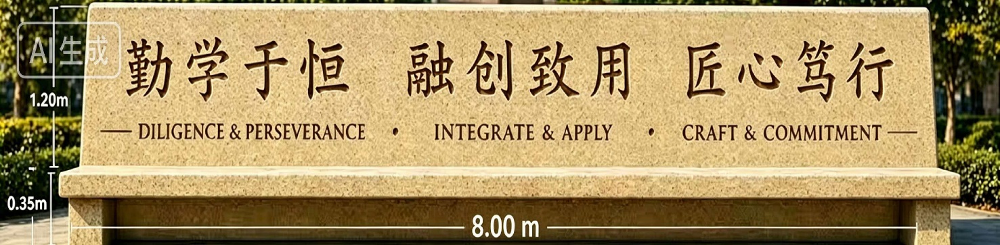 AI生成
勤学于恒 融创致用 匠心笃行
1.20m
— DILIGENCE & PERSEVERANCE • INTEGRATE & APPLY • CRAFT & COMMITMENT —
0.35m
8.00 m